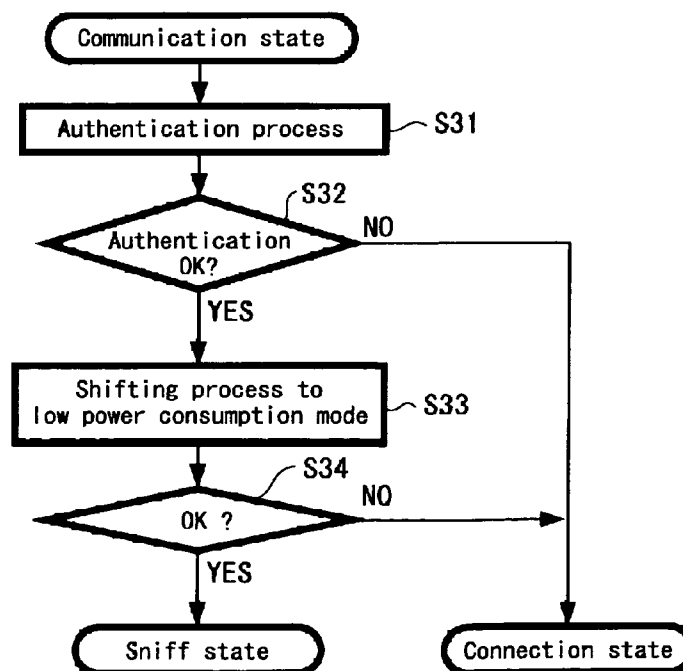 Communication state
Authentication process
S31
S32
Authentication
OK?
NO
YES
Shifting process to
low power consumption mode
S33
S34
OK ?
NO
YES
Sniff state
Connection state